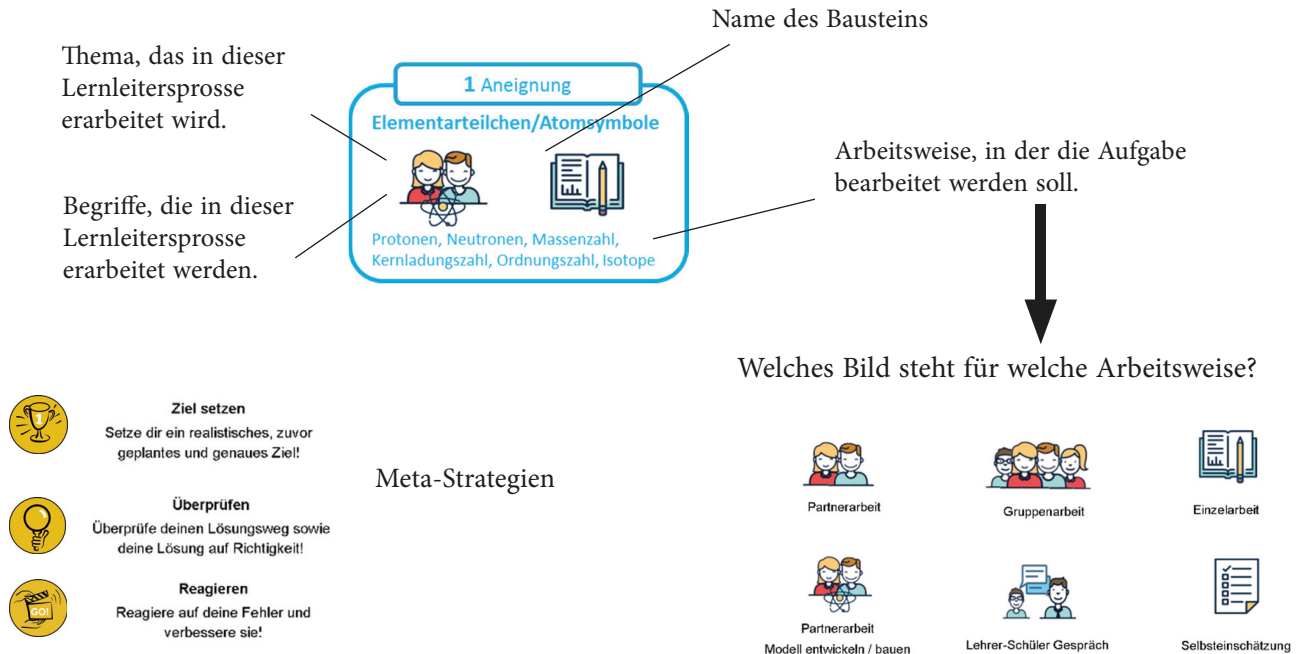 Name des Bausteins
Thema, das in dieser
Lernleitersprosse
erarbeitet wird.
1 Aneignung
Elementarteilchen/Atomsymbole
Arbeitsweise, in der die Aufgabe
bearbeitet werden soll.
Begriffe, die in dieser
Lernleitersprosse
erarbeitet werden.
Protonen, Neutronen, Massenzahl,
Kernladungszahl, Ordnungszahl, Isotope
Welches Bild steht für welche Arbeitsweise?
1
Ziel setzen
Setze dir ein realistisches, zuvor
geplantes und genaues Ziel!
Meta-Strategien
Überprüfen
Überprüfe deinen Lösungsweg sowie
deine Lösung auf Richtigkeit!
GO!
Reagieren
Reagiere auf deine Fehler und
verbessere sie!
Partnerarbeit
Gruppenarbeit
Einzelarbeit
Partnerarbeit
Modell entwickeln / bauen
Lehrer-Schüler Gespräch
Selbsteinschätzung